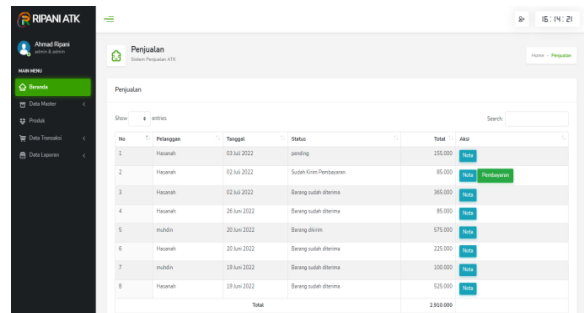 RIPANI ATK
16:14:21
Ahmad Ripani
admin & admin
Penjualan
Sistem Penjualan ATK
Home - Penjualan
MAIN MENU
Beranda
Data Master
Produk
Data Transaksi
Data Laporan
Penjualan
Show entries
Search:
No Pelanggan Tanggal Status Total Aksi
1 Hasanah 03 Juli 2022 pending 155.000 Nota
2 Hasanah 02 Juli 2022 Sudah Kirim Pembayaran 95.000 Nota Pembayaran
3 Hasanah 02 Juli 2022 Barang sudah diterima 365.000 Nota
4 Hasanah 26 Juni 2022 Barang sudah diterima 95.000 Nota
5 muhdin 20 Juni 2022 Barang dikirim 575.000 Nota
6 Hasanah 20 Juni 2022 Barang sudah diterima 225.000 Nota
7 muhdin 19 Juni 2022 Barang sudah diterima 100.000 Nota
8 Hasanah 19 Juni 2022 Barang sudah diterima 525.000 Nota
Total 2.910.000